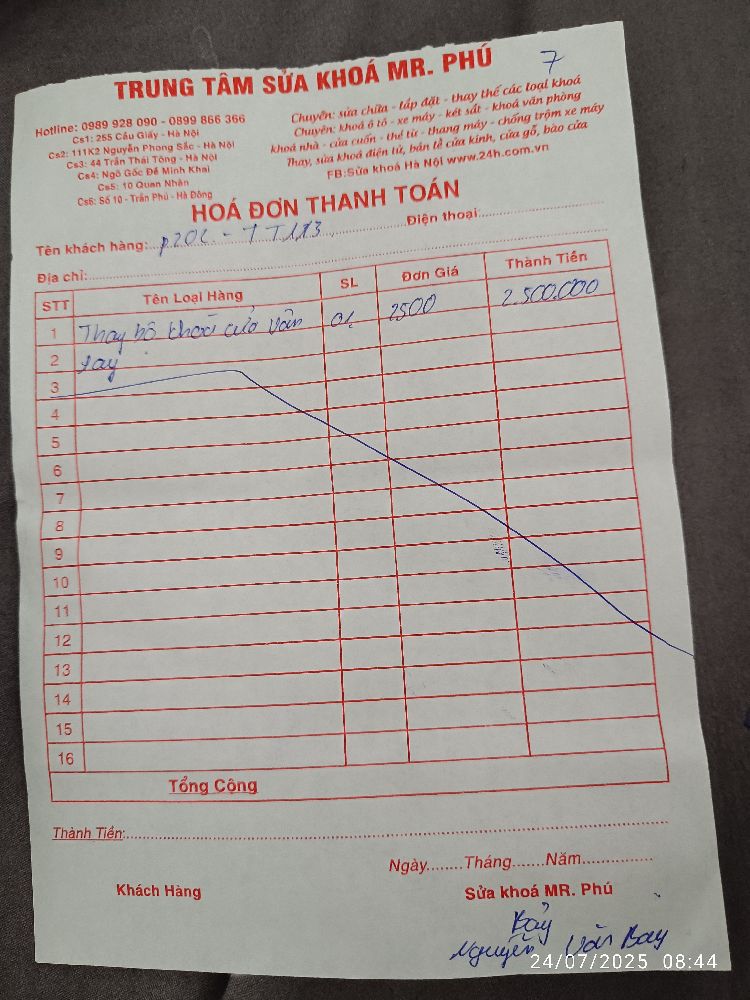 7
TRUNG TÂM SỬA KHOÁ MR. PHÚ
Hotline: 0989 928 090 - 0899 866 366
Cs1: 255 Cầu Giấy - Hà Nội
Cs2: 111K2 Nguyễn Phong Sắc - Hà Nội
Cs3: 44 Trần Thái Tông - Hà Nội
Cs4: Ngõ Gốc Đề Minh Khai
Cs5: 10 Quan Nhân
Cs6: Số 10 - Trần Phú - Hà Đông
Chuyên: sửa chữa - lắp đặt - thay thế các loại khoá
Chuyên: khoá ô tô - xe máy - két sắt - khoá văn phòng
khoá nhà - cửa cuốn - thẻ từ - thang máy - chống trộm xe máy
Thay, sửa khoá điện tử, bản lề cửa kính, cửa gỗ, bào cửa
FB:Sửa khoá Hà Nội www.24h.com.vn
HOÁ ĐƠN THANH TOÁN
Tên khách hàng: Điện thoại:
Địa chỉ:
STT Tên Loại Hàng SL Đơn Giá Thành Tiền
1 Thay bộ khoá cửa vân 01 2500 2.500.000
2 tay
3
4
5
6
7
8
9
10
11
12
13
14
15
16
Tổng Cộng
Thành Tiền:
Ngày........Tháng.......Năm..............
Khách Hàng Sửa khoá MR. Phú
Bảy
Nguyễn Văn Bảy
24/07/2025 08:44